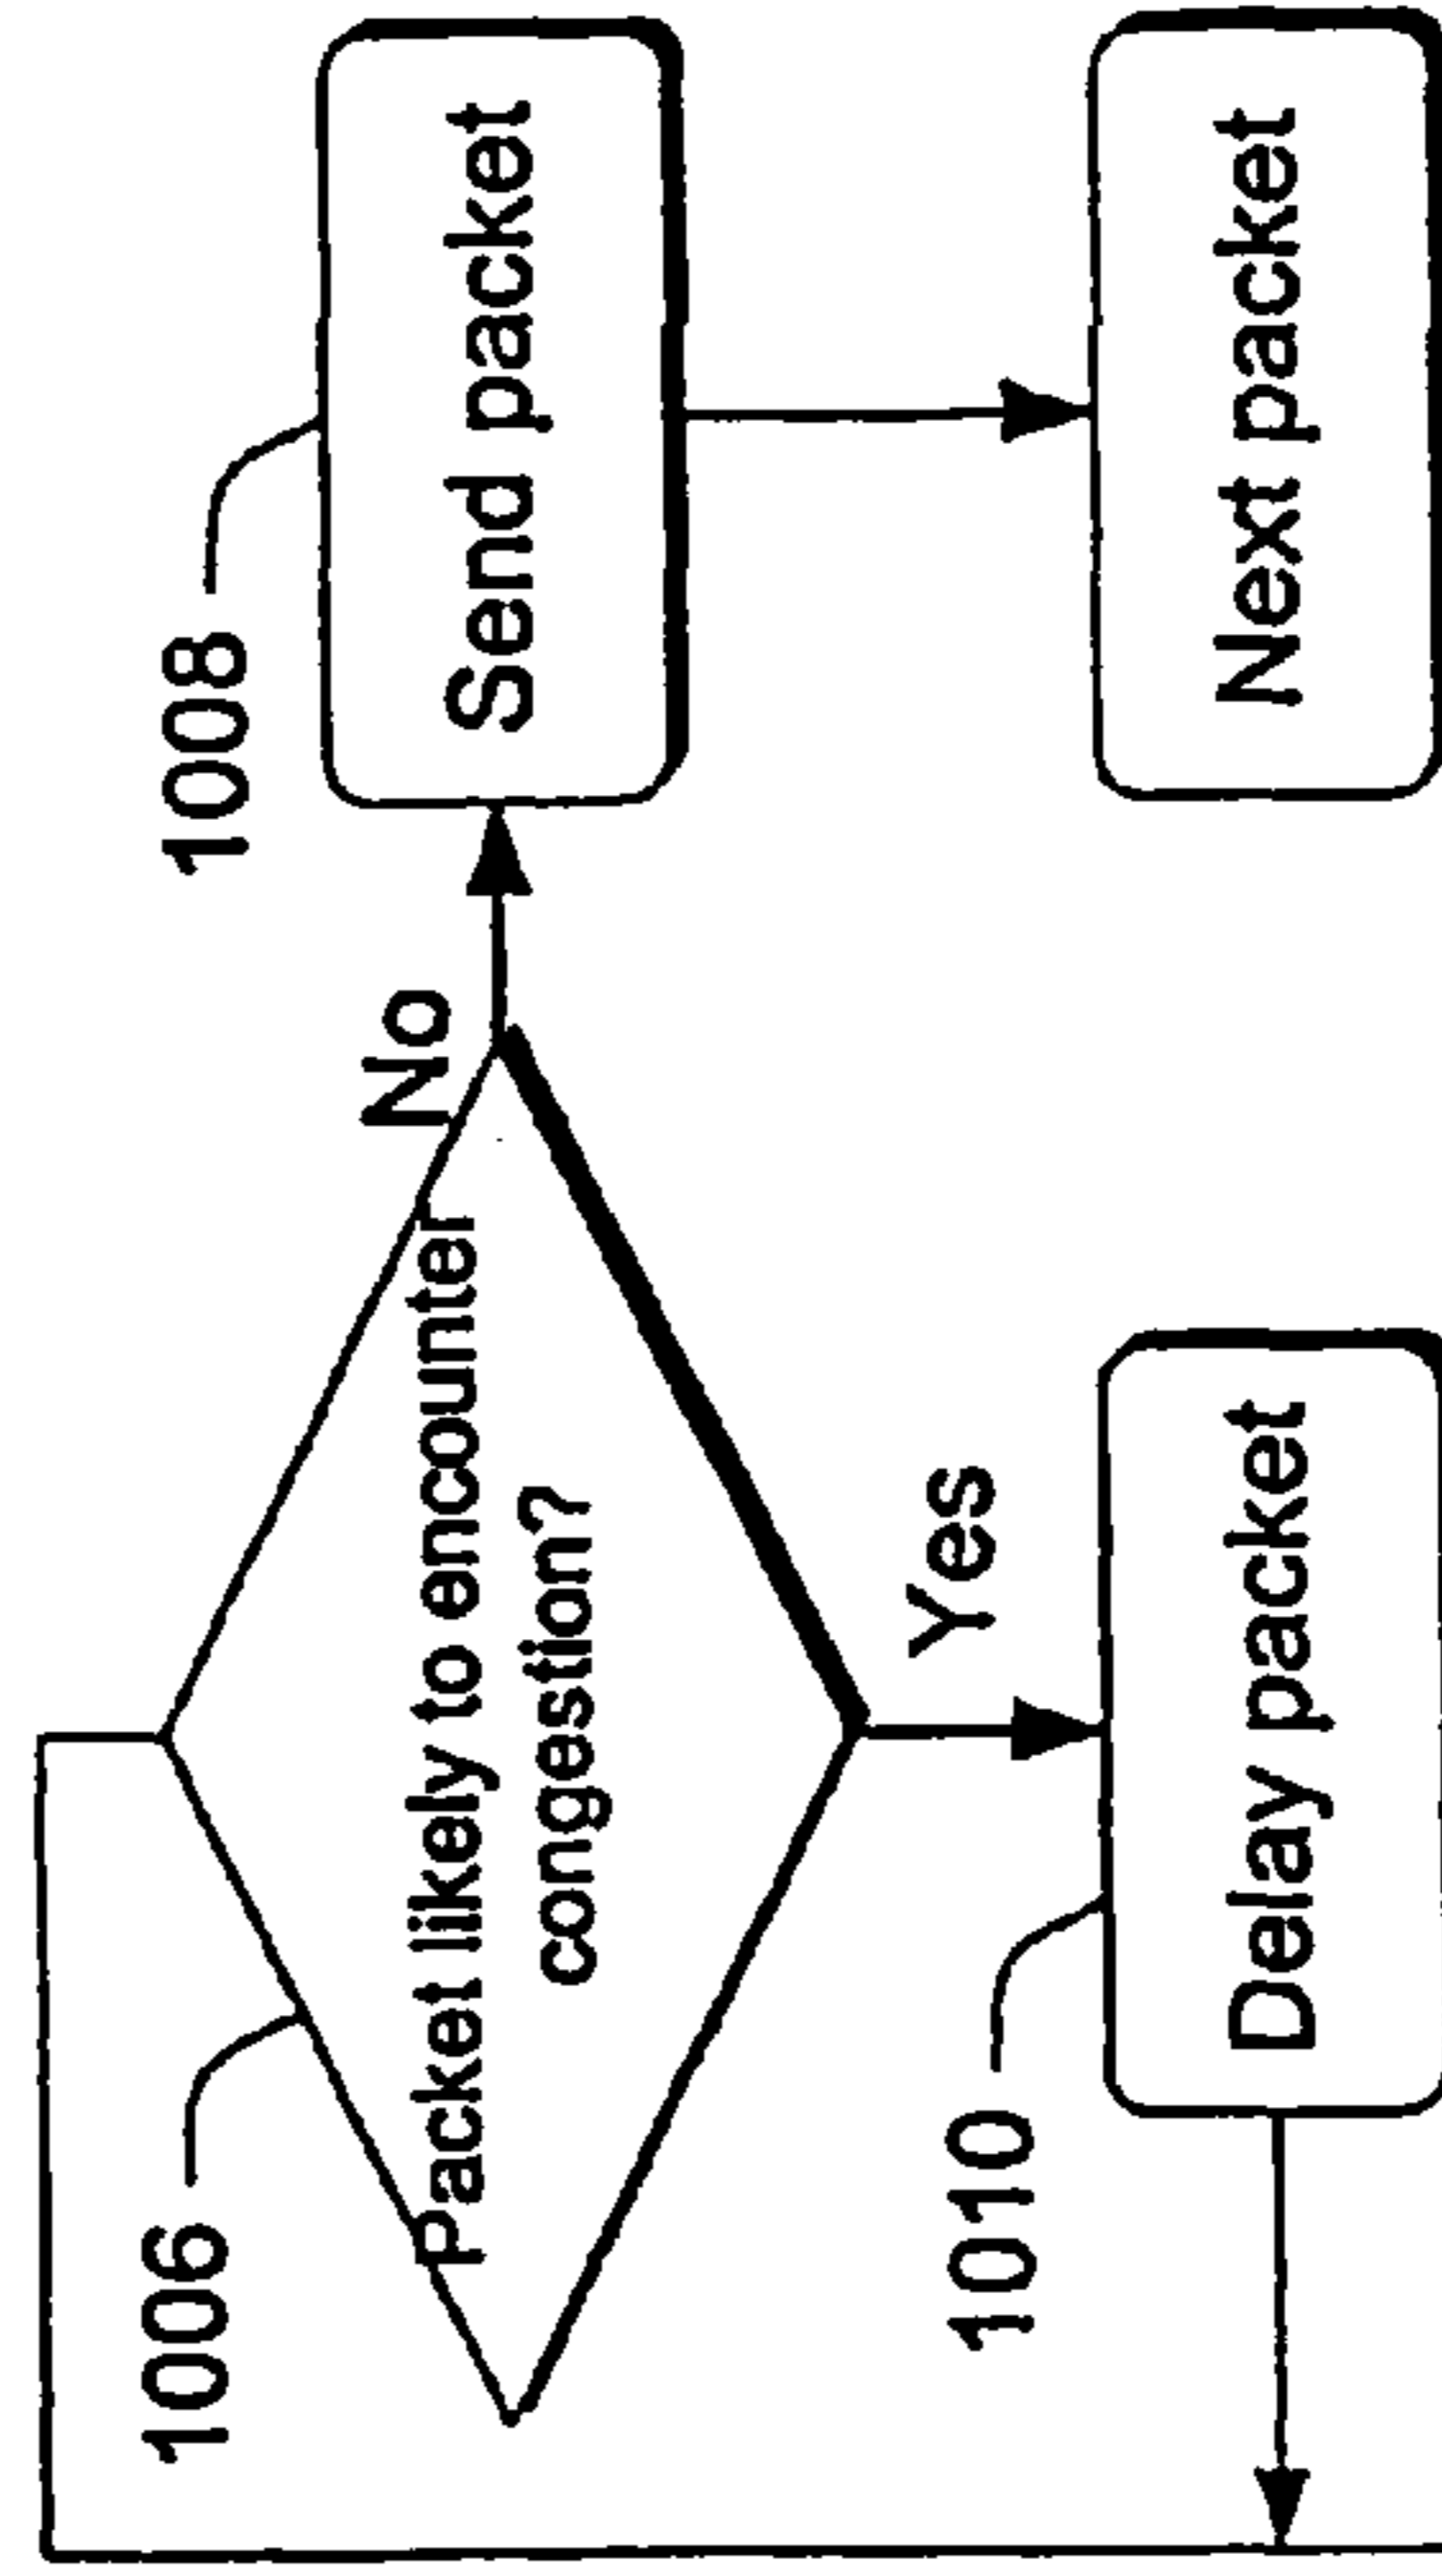 1006
Packet likely to encounter
congestion?
No
1008
Send packet
Yes
1010
Delay packet
Next packet